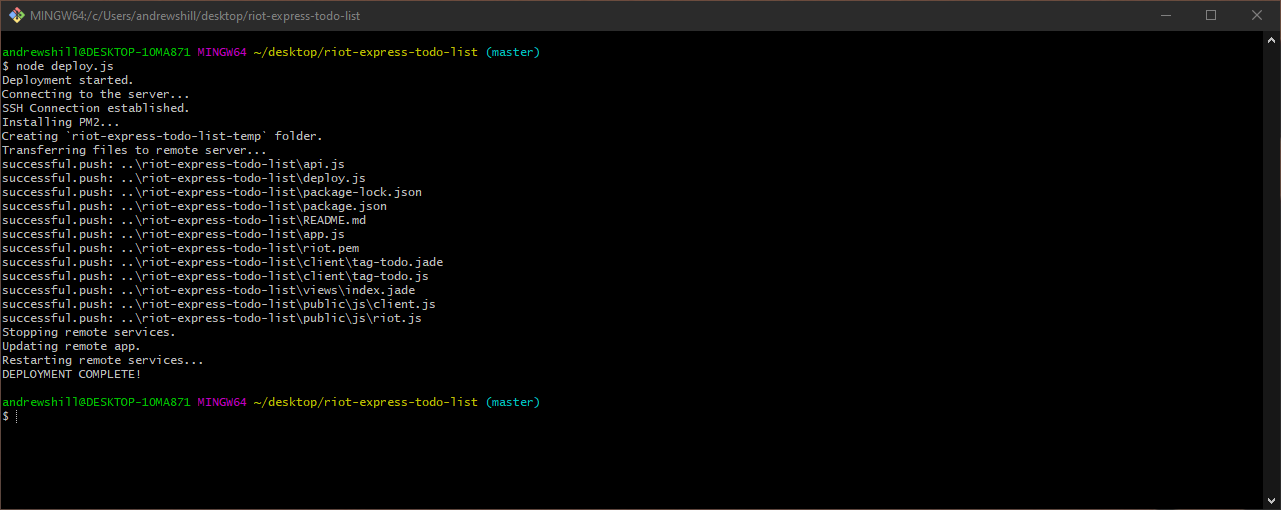 MINGW64:/c/Users/andrewshill/desktop/riot-express-todo-list
andrewshill@DESKTOP-10MA871 MINGW64 ~/desktop/riot-express-todo-list (master)
$ node deploy.js
Deployment started.
Connecting to the server...
SSH Connection established.
Installing PM2...
Creating `riot-express-todo-list-temp` folder.
Transferring files to remote server...
successful.push: ..\riot-express-todo-list\api.js
successful.push: ..\riot-express-todo-list\deploy.js
successful.push: ..\riot-express-todo-list\package-lock.json
successful.push: ..\riot-express-todo-list\package.json
successful.push: ..\riot-express-todo-list\README.md
successful.push: ..\riot-express-todo-list\app.js
successful.push: ..\riot-express-todo-list\riot.pem
successful.push: ..\riot-express-todo-list\client\tag-todo.jade
successful.push: ..\riot-express-todo-list\client\tag-todo.js
successful.push: ..\riot-express-todo-list\views\index.jade
successful.push: ..\riot-express-todo-list\public\js\client.js
successful.push: ..\riot-express-todo-list\public\js\riot.js
Stopping remote services.
Updating remote app.
Restarting remote services...
DEPLOYMENT COMPLETE!
andrewshill@DESKTOP-10MA871 MINGW64 ~/desktop/riot-express-todo-list (master)
$